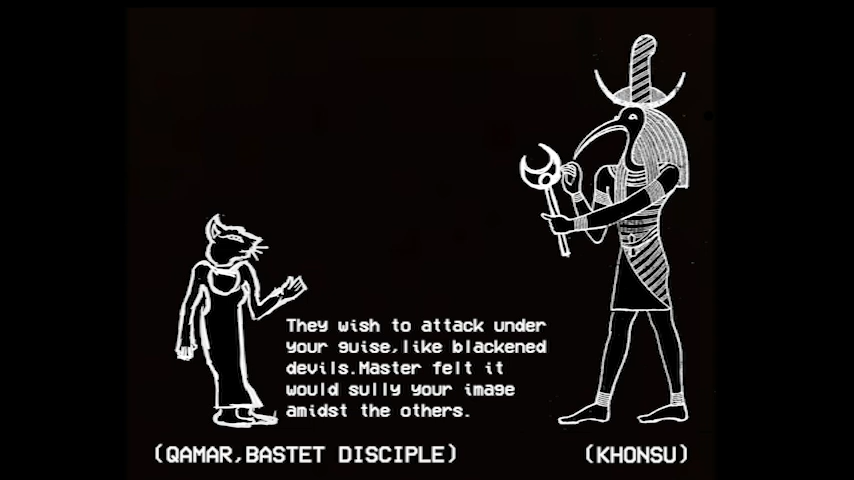 They wish to attack under
your guise,like blackened
devils.Master felt it
would sully your image
amidst the others.
(QAMAR,BASTET DISCIPLE)
(KHONSU)